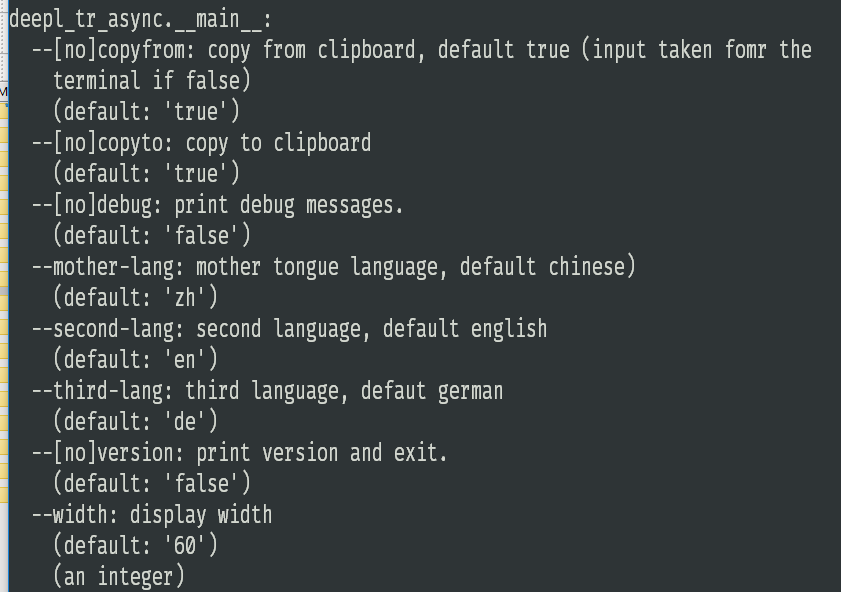 deepl_tr_async.__main__:
--[no]copyfrom: copy from clipboard, default true (input taken fomr the
terminal if false)
(default: 'true')
--[no]copyto: copy to clipboard
(default: 'true')
--[no]debug: print debug messages.
(default: 'false')
--mother-lang: mother tongue language, default chinese)
(default: 'zh')
--second-lang: second language, default english
(default: 'en')
--third-lang: third language, defaut german
(default: 'de')
--[no]version: print version and exit.
(default: 'false')
--width: display width
(default: '60')
(an integer)